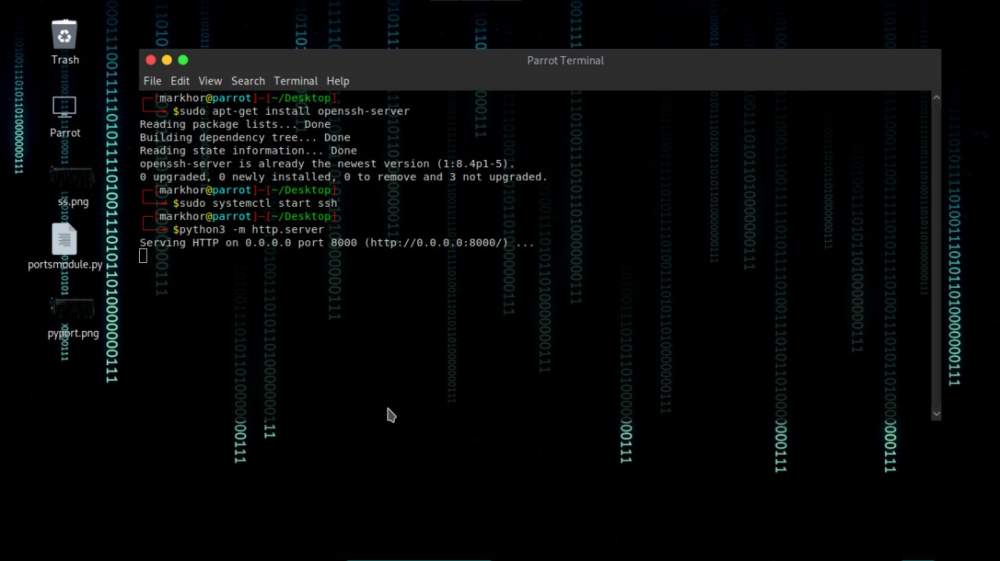 Trash
Parrot
ss.png
portsmodule.py
pyport.png
Parrot Terminal
File Edit View Search Terminal Help
┌─[markhor@parrot]─[~/Desktop]
└──╼ $sudo apt-get install openssh-server
Reading package lists... Done
Building dependency tree... Done
Reading state information... Done
openssh-server is already the newest version (1:8.4p1-5).
0 upgraded, 0 newly installed, 0 to remove and 3 not upgraded.
┌─[markhor@parrot]─[~/Desktop]
└──╼ $sudo systemctl start ssh
┌─[markhor@parrot]─[~/Desktop]
└──╼ $python3 -m http.server
Serving HTTP on 0.0.0.0 port 8000 (http://0.0.0.0:8000/) ...